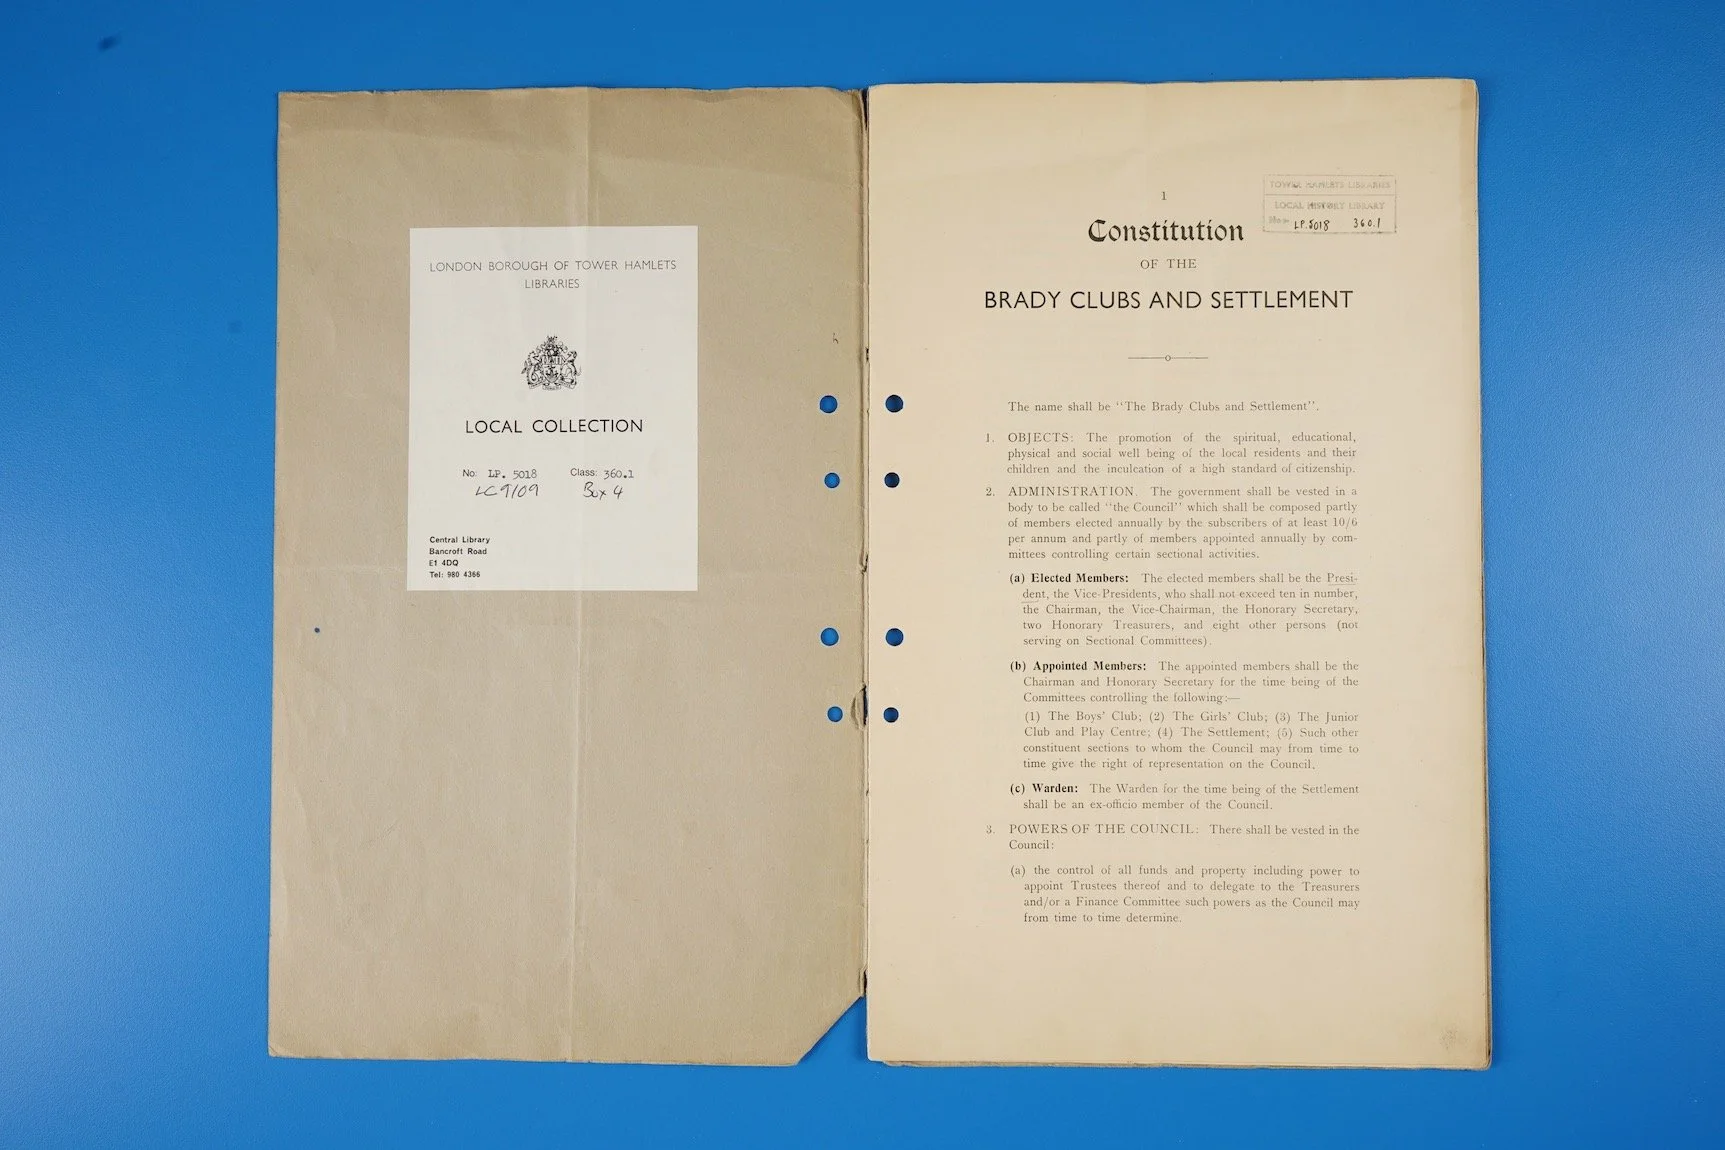 LONDON BOROUGH OF TOWER HAMLETS
LIBRARIES
LOCAL COLLECTION
No: LP. 5018 Class: 360.1
LC9109 Box 4
Central Library
Bancroft Road
E1 4DQ
Tel: 980 4366
1
TOWER HAMLETS LIBRARIES
LOCAL HISTORY LIBRARY
No LP.5018 360.1
Constitution
OF THE
BRADY CLUBS AND SETTLEMENT
The name shall be "The Brady Clubs and Settlement".
1. OBJECTS: The promotion of the spiritual, educational,
physical and social well being of the local residents and their
children and the inculcation of a high standard of citizenship.
2. ADMINISTRATION. The government shall be vested in a
body to be called "the Council" which shall be composed partly
of members elected annually by the subscribers of at least 10/6
per annum and partly of members appointed annually by com-
mittees controlling certain sectional activities.
(a) Elected Members: The elected members shall be the Presi-
dent, the Vice-Presidents, who shall not exceed ten in number,
the Chairman, the Vice-Chairman, the Honorary Secretary,
two Honorary Treasurers, and eight other persons (not
serving on Sectional Committees).
(b) Appointed Members: The appointed members shall be the
Chairman and Honorary Secretary for the time being of the
Committees controlling the following:—
(1) The Boys' Club; (2) The Girls' Club; (3) The Junior
Club and Play Centre; (4) The Settlement; (5) Such other
constituent sections to whom the Council may from time to
time give the right of representation on the Council.
(c) Warden: The Warden for the time being of the Settlement
shall be an ex-officio member of the Council.
3. POWERS OF THE COUNCIL: There shall be vested in the
Council:
(a) the control of all funds and property including power to
appoint Trustees thereof and to delegate to the Treasurers
and/or a Finance Committee such powers as the Council may
from time to time determine.